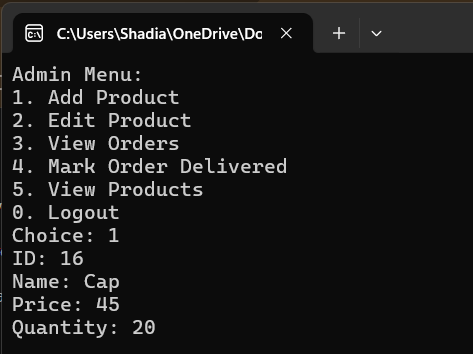 C:\Users\Shadia\OneDrive\Do
Admin Menu:
1. Add Product
2. Edit Product
3. View Orders
4. Mark Order Delivered
5. View Products
0. Logout
Choice: 1
ID: 16
Name: Cap
Price: 45
Quantity: 20